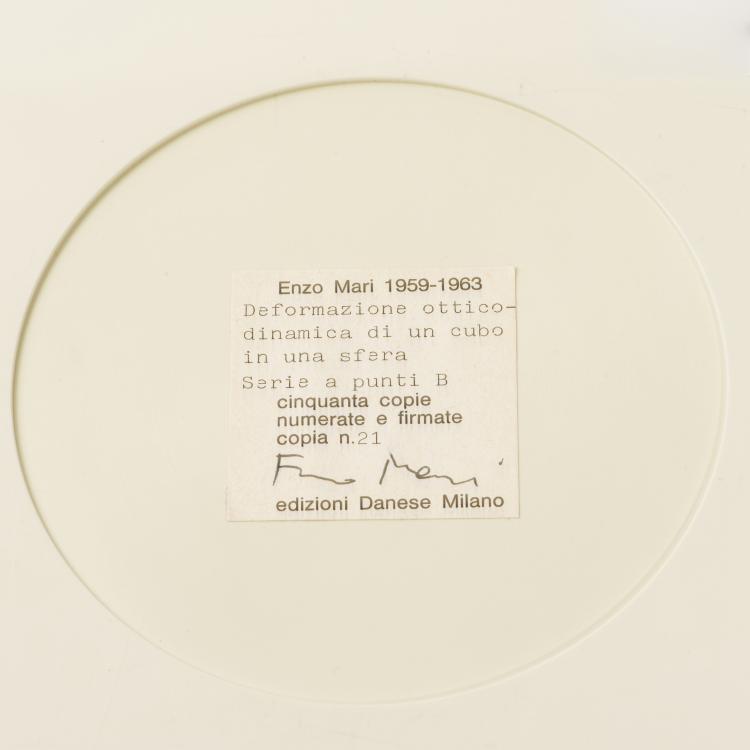 Enzo Mari 1959-1963
Deformazione ottico-
dinamica di un cubo
in una sfera
Serie a punti B
cinquanta copie
numerate e firmate
copia n.21
Enzo Mari
edizioni Danese Milano